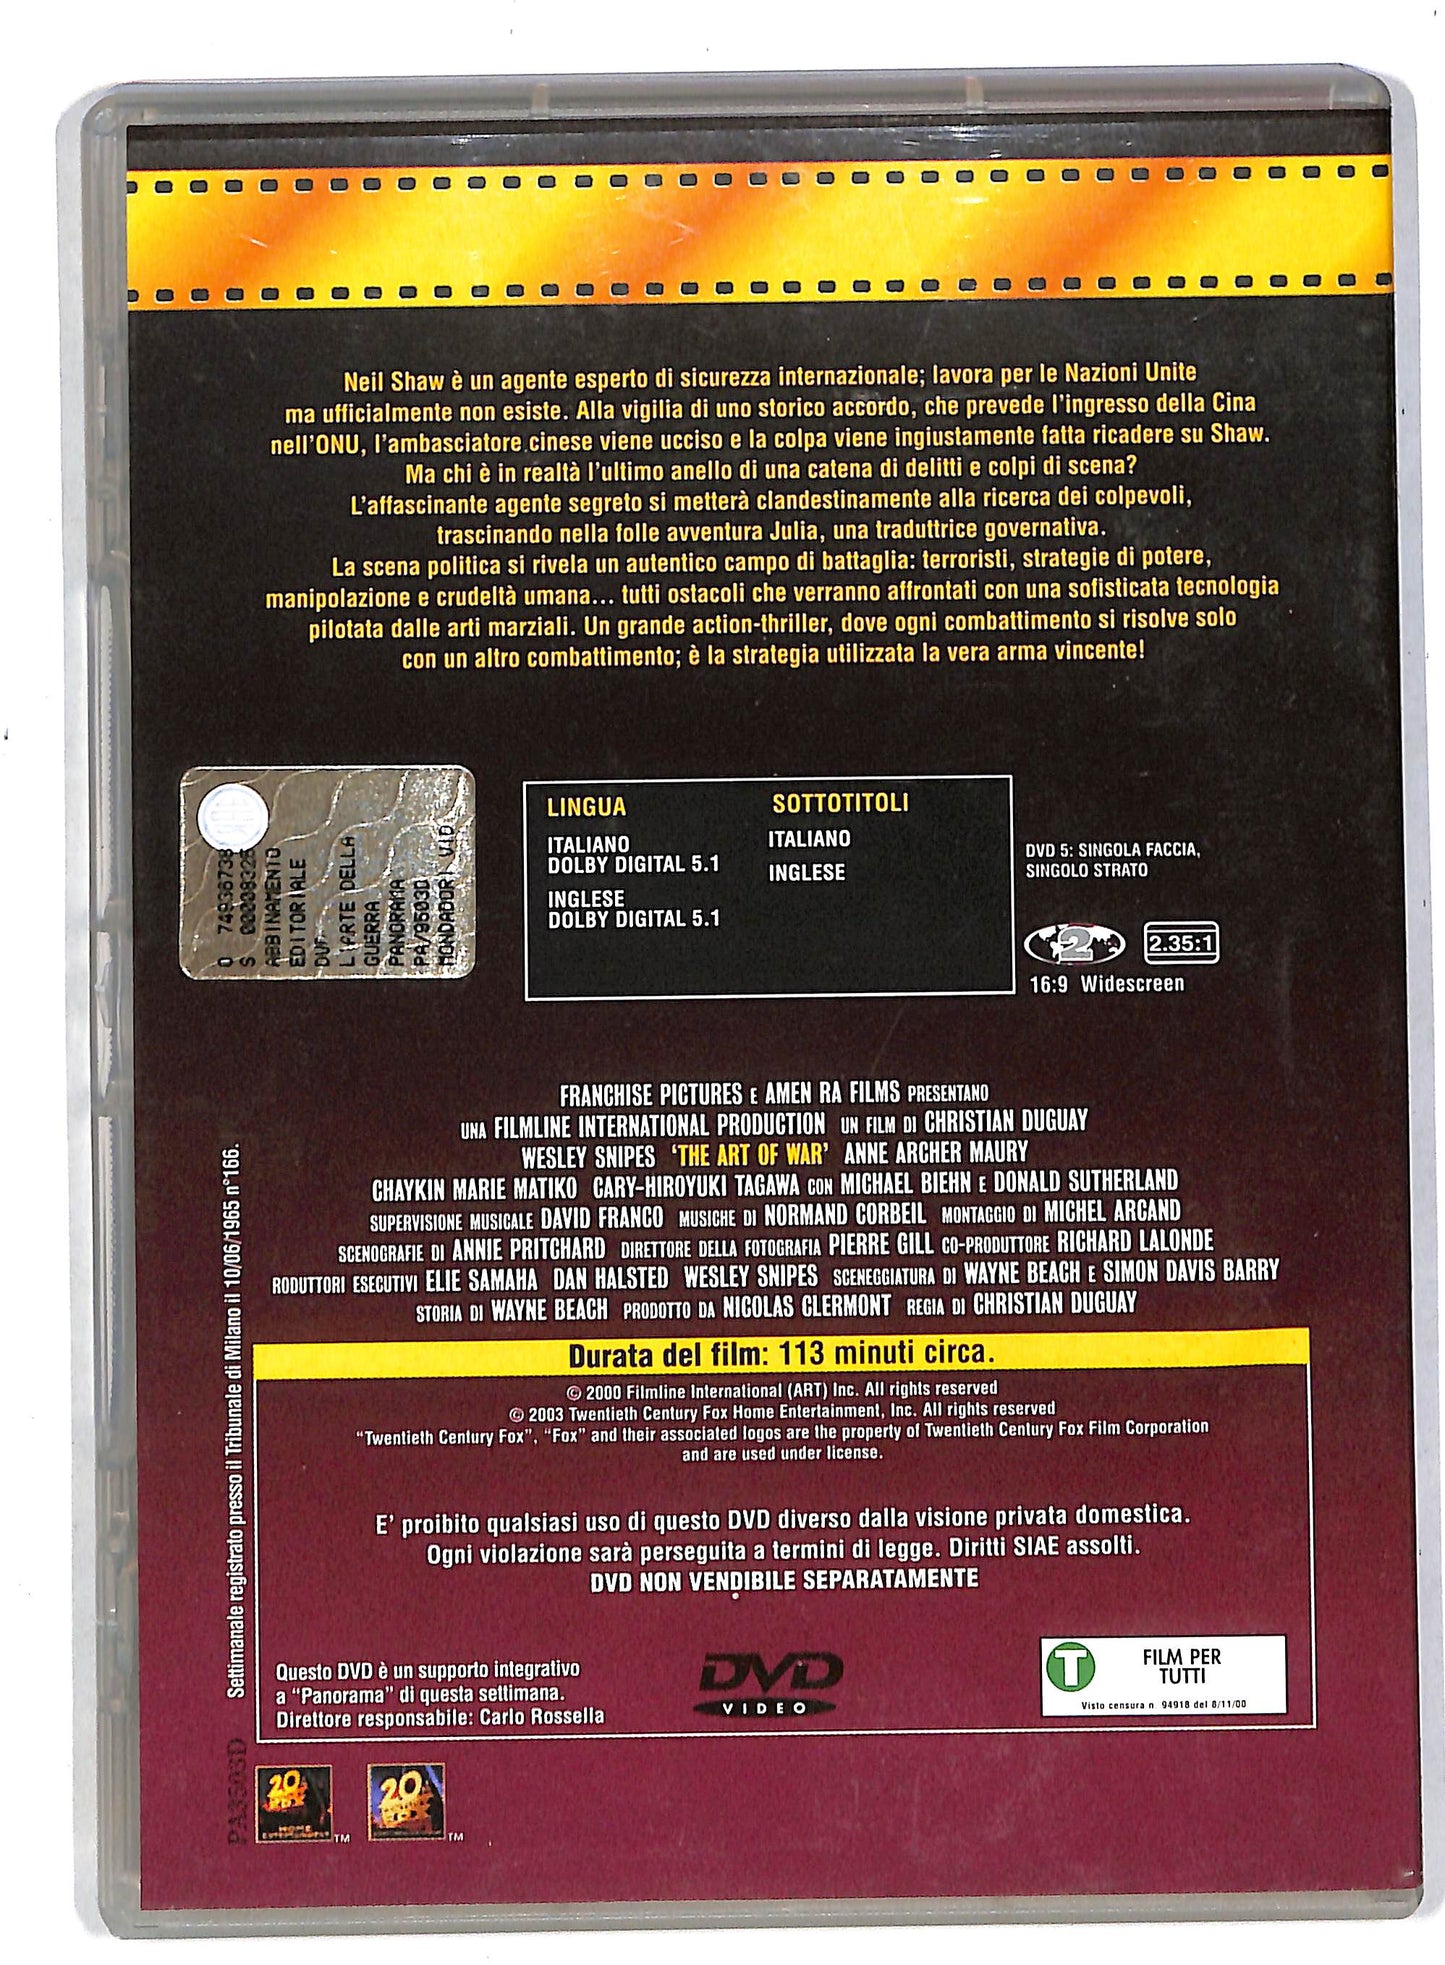 Neil Shaw è un agente esperto di sicurezza internazionale; lavora per le Nazioni Unite
ma ufficialmente non esiste. Alla vigilia di uno storico accordo, che prevede l'ingresso della Cina
nell'ONU, l'ambasciatore cinese viene ucciso e la colpa viene ingiustamente fatta ricadere su Shaw.
Ma chi è in realtà l'ultimo anello di una catena di delitti e colpi di scena?
L'affascinante agente segreto si metterà clandestinamente alla ricerca dei colpevoli,
trascinando nella folle avventura Julia, una traduttrice governativa.
La scena politica si rivela un autentico campo di battaglia: terroristi, strategie di potere,
manipolazione e crudeltà umana... tutti ostacoli che verranno affrontati con una sofisticata tecnologia
pilotata dalle arti marziali. Un grande action-thriller, dove ogni combattimento si risolve solo
con un altro combattimento; è la strategia utilizzata la vera arma vincente!
ABBINAMENTO
EDITORIALE
L'ARTE DELLA
GUERRA
PANORAMA
LINGUA
ITALIANO
DOLBY DIGITAL 5.1
INGLESE
DOLBY DIGITAL 5.1
SOTTOTITOLI
ITALIANO
INGLESE
DVD 5: SINGOLA FACCIA,
SINGOLO STRATO
2
2.35:1
16:9 Widescreen
FRANCHISE PICTURES E AMEN RA FILMS PRESENTANO
UNA FILMLINE INTERNATIONAL PRODUCTION UN FILM DI CHRISTIAN DUGUAY
WESLEY SNIPES 'THE ART OF WAR' ANNE ARCHER MAURY
CHAYKIN MARIE MATIKO CARY-HIROYUKI TAGAWA CON MICHAEL BIEHN E DONALD SUTHERLAND
SUPERVISIONE MUSICALE DAVID FRANCO MUSICHE DI NORMAND CORBEIL MONTAGGIO DI MICHEL ARCAND
SCENOGRAFIE DI ANNIE PRITCHARD DIRETTORE DELLA FOTOGRAFIA PIERRE GILL CO-PRODUTTORE RICHARD LALONDE
RODUTTORI ESECUTIVI ELIE SAMAHA DAN HALSTED WESLEY SNIPES SCENEGGIATURA DI WAYNE BEACH E SIMON DAVIS BARRY
STORIA DI WAYNE BEACH PRODOTTO DA NICOLAS CLERMONT REGIA DI CHRISTIAN DUGUAY
Durata del film: 113 minuti circa.
© 2000 Filmline International (ART) Inc. All rights reserved
© 2003 Twentieth Century Fox Home Entertainment, Inc. All rights reserved
"Twentieth Century Fox", "Fox" and their associated logos are the property of Twentieth Century Fox Film Corporation
and are used under license.
E' proibito qualsiasi uso di questo DVD diverso dalla visione privata domestica.
Ogni violazione sarà perseguita a termini di legge. Diritti SIAE assolti.
DVD NON VENDIBILE SEPARATAMENTE
Questo DVD è un supporto integrativo
a "Panorama" di questa settimana.
Direttore responsabile: Carlo Rossella
DVD
VIDEO
T
FILM PER
TUTTI
Visto censura n. 94918 del 8/11/00
Settimanale registrato presso il Tribunale di Milano il 10/06/1965 n°166.
20
FOX
HOME
TM
20
TM